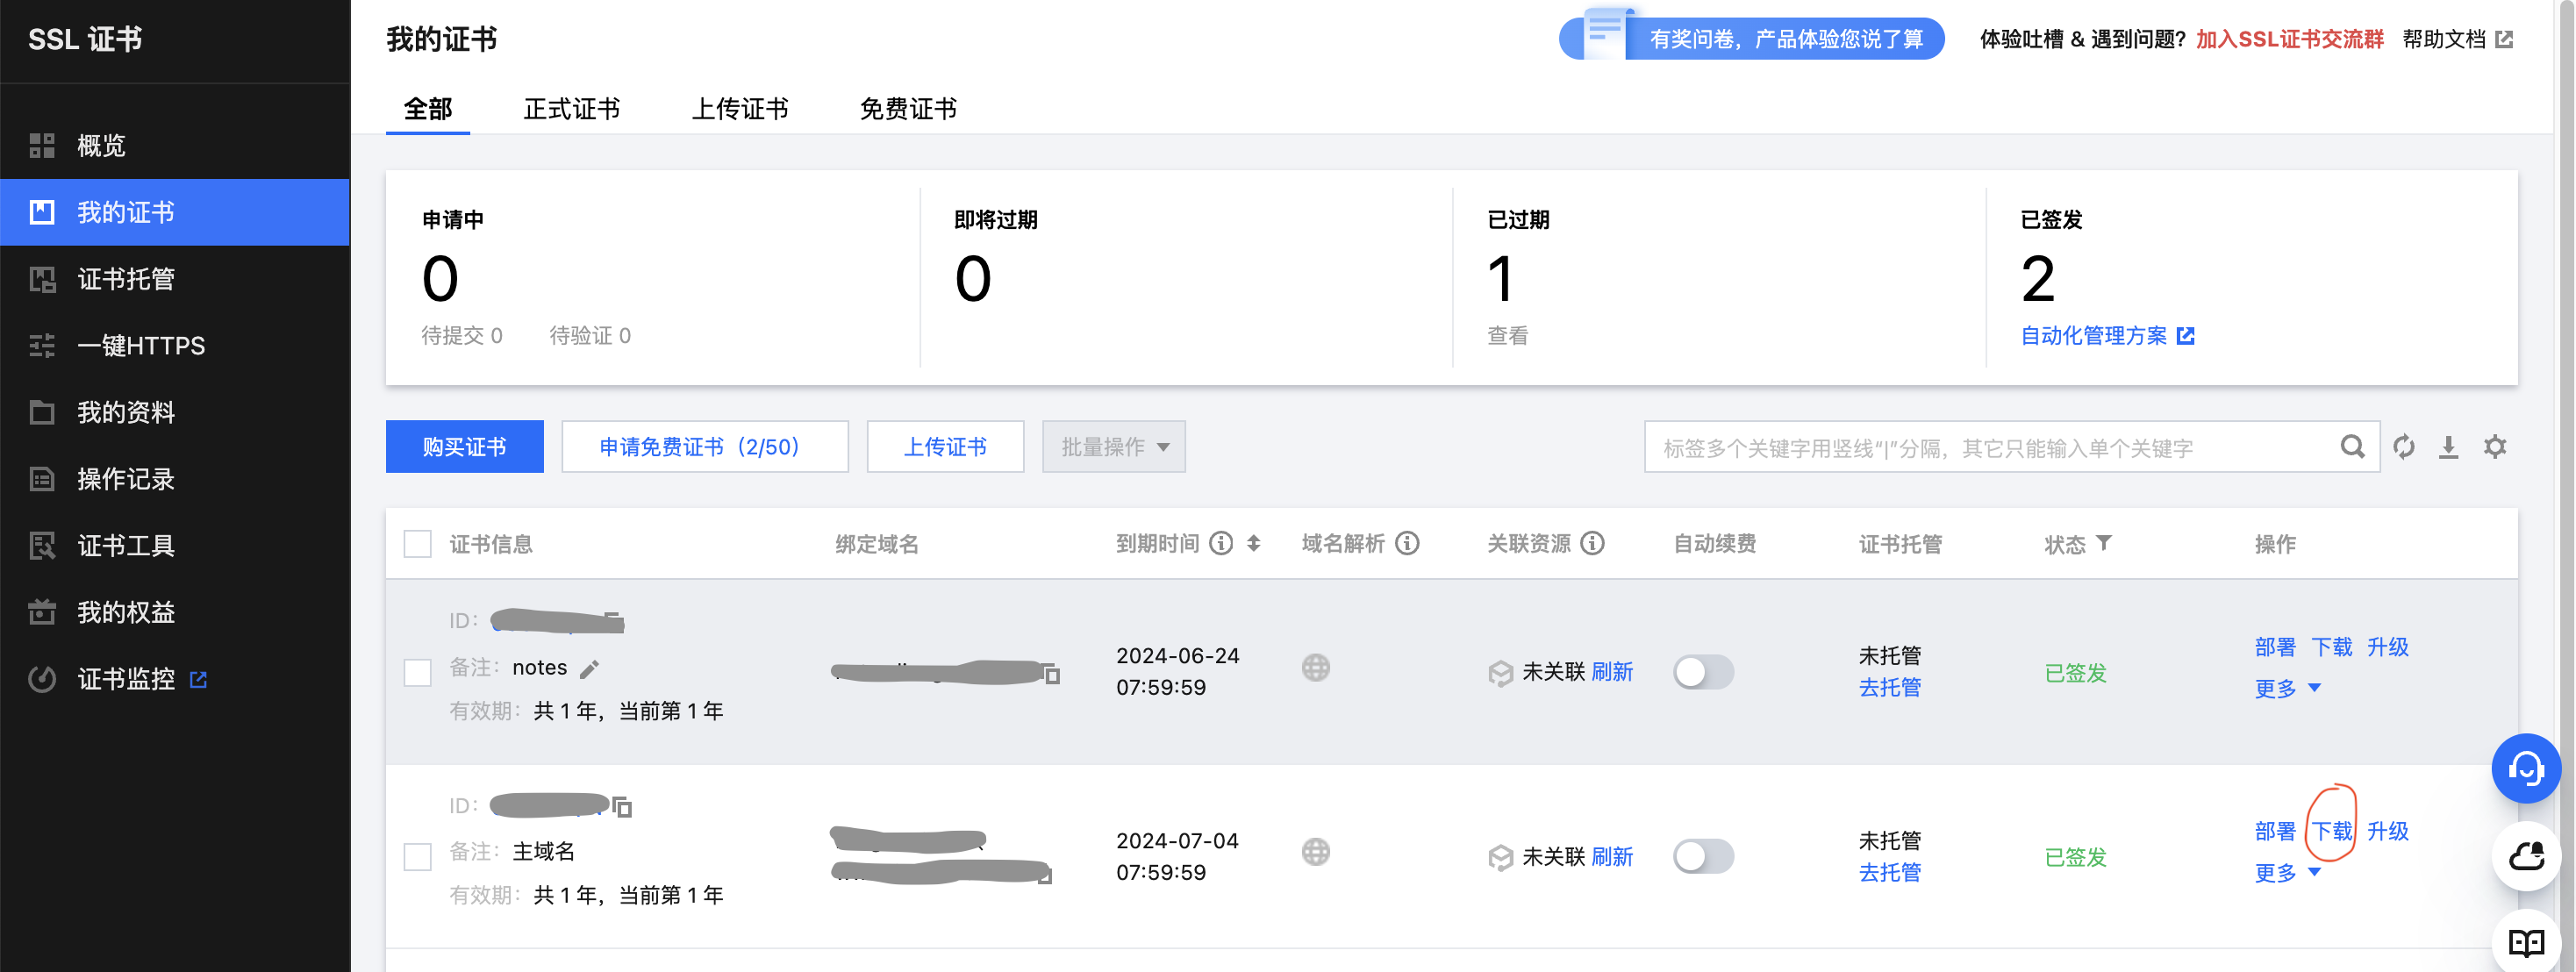 SSL 证书
概览
我的证书
证书托管
一键HTTPS
我的资料
操作记录
证书工具
我的权益
证书监控
我的证书
有奖问卷，产品体验您说了算
体验吐槽 & 遇到问题? 加入SSL证书交流群 帮助文档
全部 正式证书 上传证书 免费证书
申请中 即将过期 已过期 已签发
0 0 1 2
待提交 0 待验证 0 查看 自动化管理方案
购买证书 申请免费证书（2/50） 上传证书 批量操作 标签多个关键字用竖线“|”分隔，其它只能输入单个关键字
证书信息 绑定域名 到期时间 域名解析 关联资源 自动续费 证书托管 状态 操作
ID：
备注：notes
有效期：共 1 年，当前第 1 年
2024-06-24
07:59:59
未关联 刷新
未托管
去托管
已签发
部署 下载 升级
更多
ID：
备注：主域名
有效期：共 1 年，当前第 1 年
2024-07-04
07:59:59
未关联 刷新
未托管
去托管
已签发
部署 下载 升级
更多